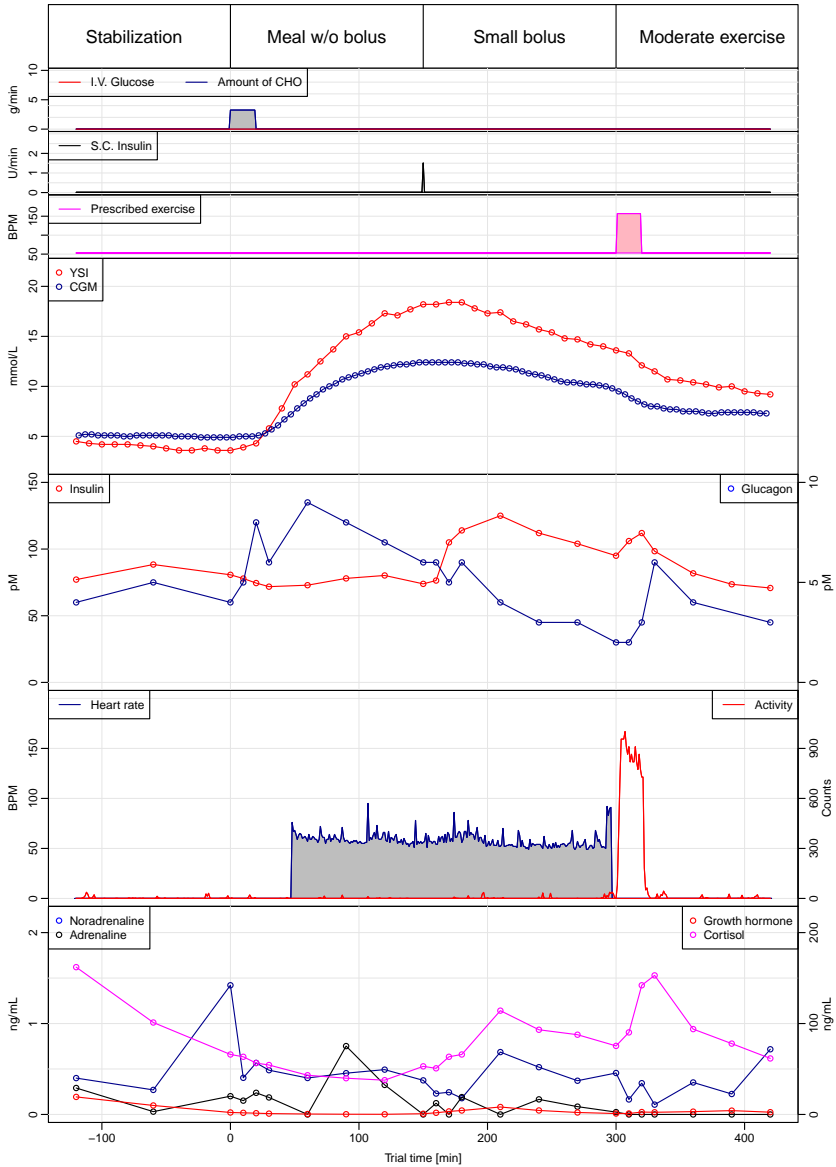 Stabilization Meal w/o bolus Small bolus Moderate exercise
I.V. Glucose Amount of CHO
g/min
0 5 10
S.C. Insulin
U/min
0 1 2
Prescribed exercise
BPM
50 150
YSI
CGM
mmol/L
5 10 15 20
Insulin
Glucagon
pM
0 50 100 150
pM
0 5 10
Heart rate
Activity
BPM
0 50 100 150
Counts
0 300 600 900
Noradrenaline
Adrenaline
Growth hormone
Cortisol
ng/mL
0 1 2
ng/mL
0 100 200
−100 0 100 200 300 400
Trial time [min]